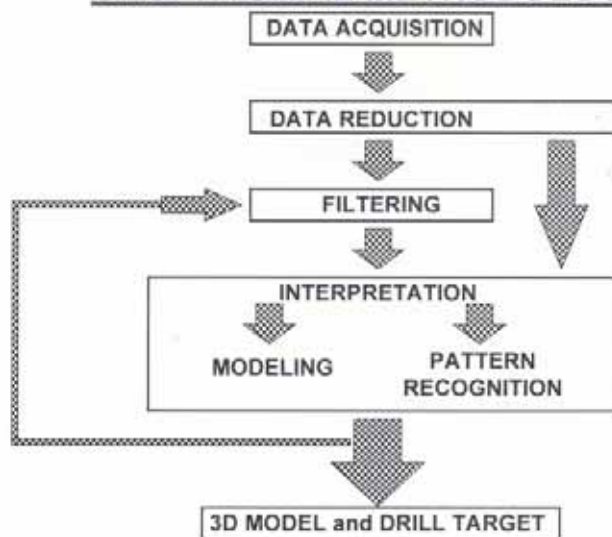 DATA ACQUISITION
DATA REDUCTION
FILTERING
INTERPRETATION
MODELING
PATTERN
RECOGNITION
3D MODEL and DRILL TARGET